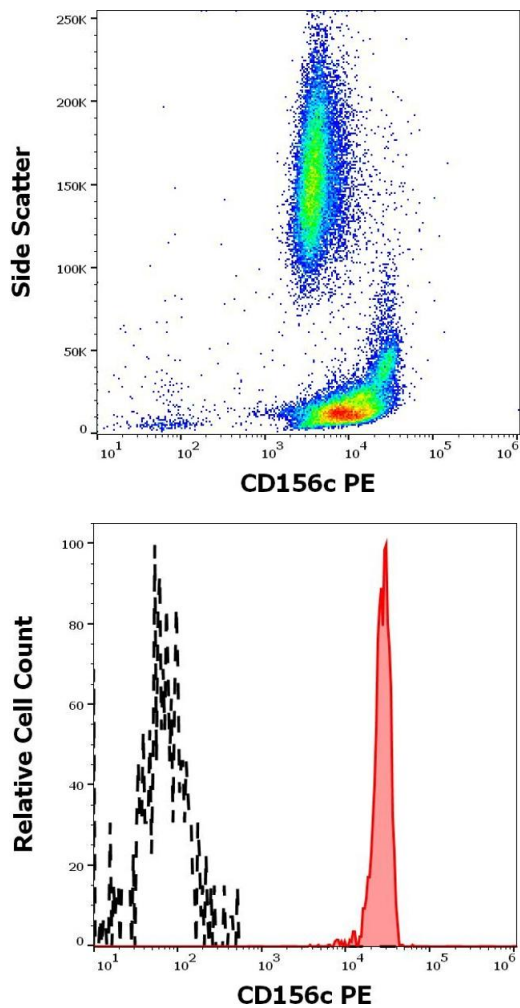 250K
200K
150K
100K
50K
0
Side Scatter
10¹ 10² 10³ 10⁴ 10⁵ 10⁶
CD156c PE
100
80
60
40
20
0
Relative Cell Count
10¹ 10² 10³ 10⁴ 10⁵ 10⁶
CD156c PE